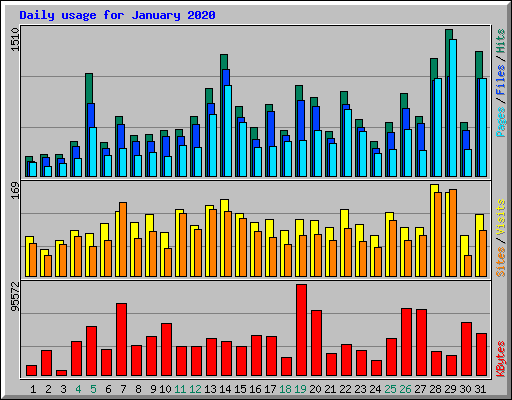 Daily usage for January 2020
1510
Pages / Files / Hits
169
Sites / Visits
95572
KBytes
1 2 3 4 5 6 7 8 9 10 11 12 13 14 15 16 17 18 19 20 21 22 23 24 25 26 27 28 29 30 31